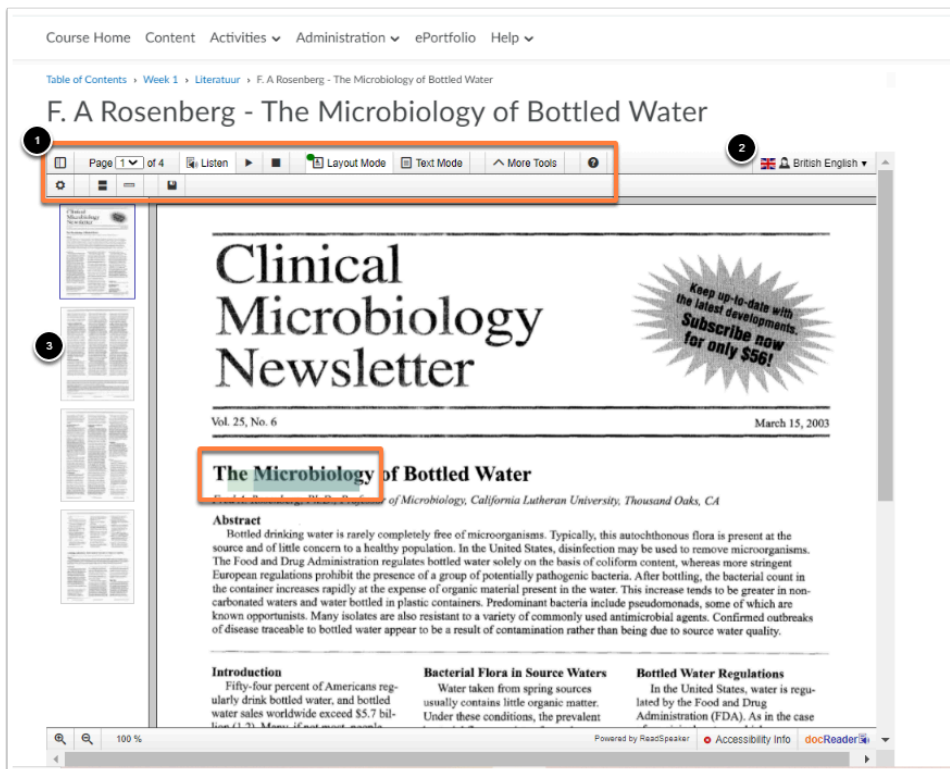 Course Home Content Activities Administration ePortfolio Help
Table of Contents › Week 1 › Literatuur › F. A Rosenberg - The Microbiology of Bottled Water
F. A Rosenberg - The Microbiology of Bottled Water
1
2
Page 1 of 4 Listen Layout Mode Text Mode More Tools ? British English
Clinical
Microbiology
Newsletter
Keep up-to-date with
the latest developments.
Subscribe now
for only $56!
3
Vol. 25, No. 6 March 15, 2003
The Microbiology of Bottled Water
of Microbiology, California Lutheran University, Thousand Oaks, CA
Abstract
Bottled drinking water is rarely completely free of microorganisms. Typically, this autochthonous flora is present at the
source and of little concern to a healthy population. In the United States, disinfection may be used to remove microorganisms.
The Food and Drug Administration regulates bottled water solely on the basis of coliform content, whereas more stringent
European regulations prohibit the presence of a group of potentially pathogenic bacteria. After bottling, the bacterial count in
the container increases rapidly at the expense of organic material present in the water. This increase tends to be greater in non-
carbonated waters and water bottled in plastic containers. Predominant bacteria include pseudomonads, some of which are
known opportunists. Many isolates are also resistant to a variety of commonly used antimicrobial agents. Confirmed outbreaks
of disease traceable to bottled water appear to be a result of contamination rather than being due to source water quality.
Introduction
Fifty-four percent of Americans reg-
ularly drink bottled water, and bottled
water sales worldwide exceed $5.7 bil-
Bacterial Flora in Source Waters
Water taken from spring sources
usually contains little organic matter.
Under these conditions, the prevalent
Bottled Water Regulations
In the United States, water is regu-
lated by the Food and Drug
Administration (FDA). As in the case
100 % Powered by ReadSpeaker Accessibility Info docReader